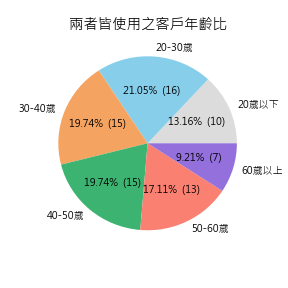 兩者皆使用之客戶年齡比
20-30歲
21.05% (16)
20歲以下
13.16% (10)
30-40歲
19.74% (15)
9.21% (7)
60歲以上
19.74% (15)
17.11% (13)
40-50歲
50-60歲